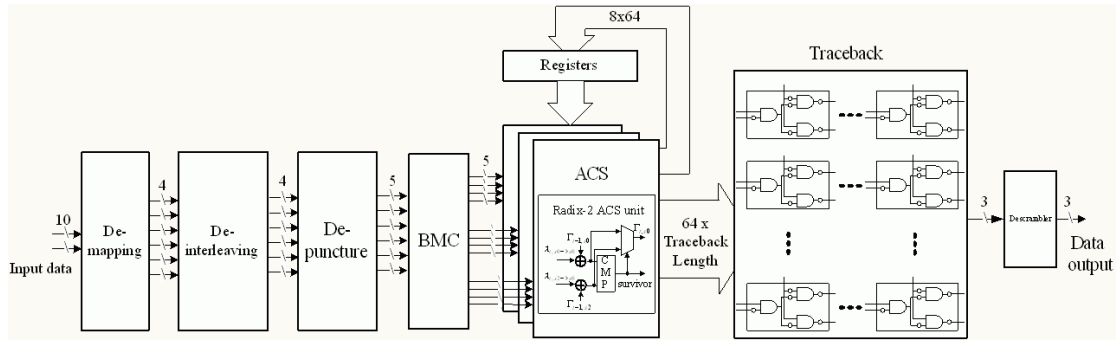 8x64
Registers
Traceback
10
Input data
De-
mapping
4
De-
interleaving
4
De-
puncture
5
BMC
5
ACS
Radix-2 ACS unit
C
M
P
survivor
64 x
Traceback
Length
3
Descrambler
3
Data
output